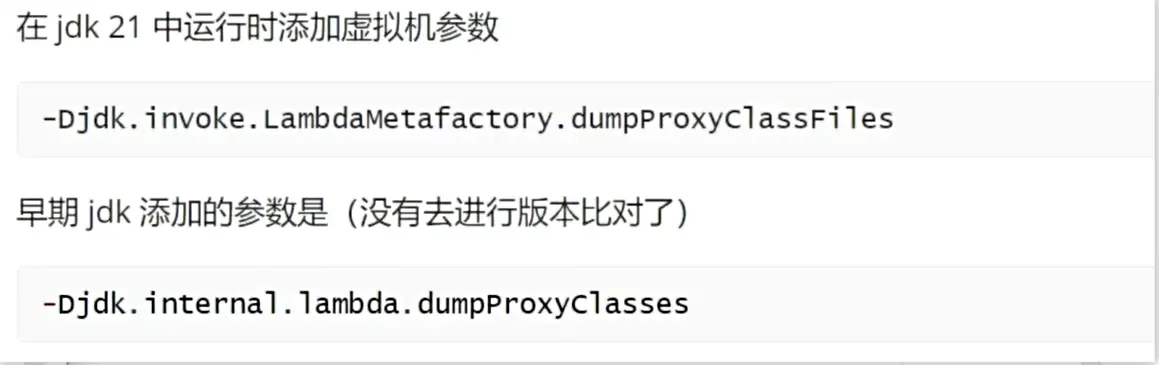 在 jdk 21 中运行时添加虚拟机参数
-Djdk.invoke.LambdaMetafactory.dumpProxyClassFiles
早期 jdk 添加的参数是（没有去进行版本比对了）
-Djdk.internal.lambda.dumpProxyClasses